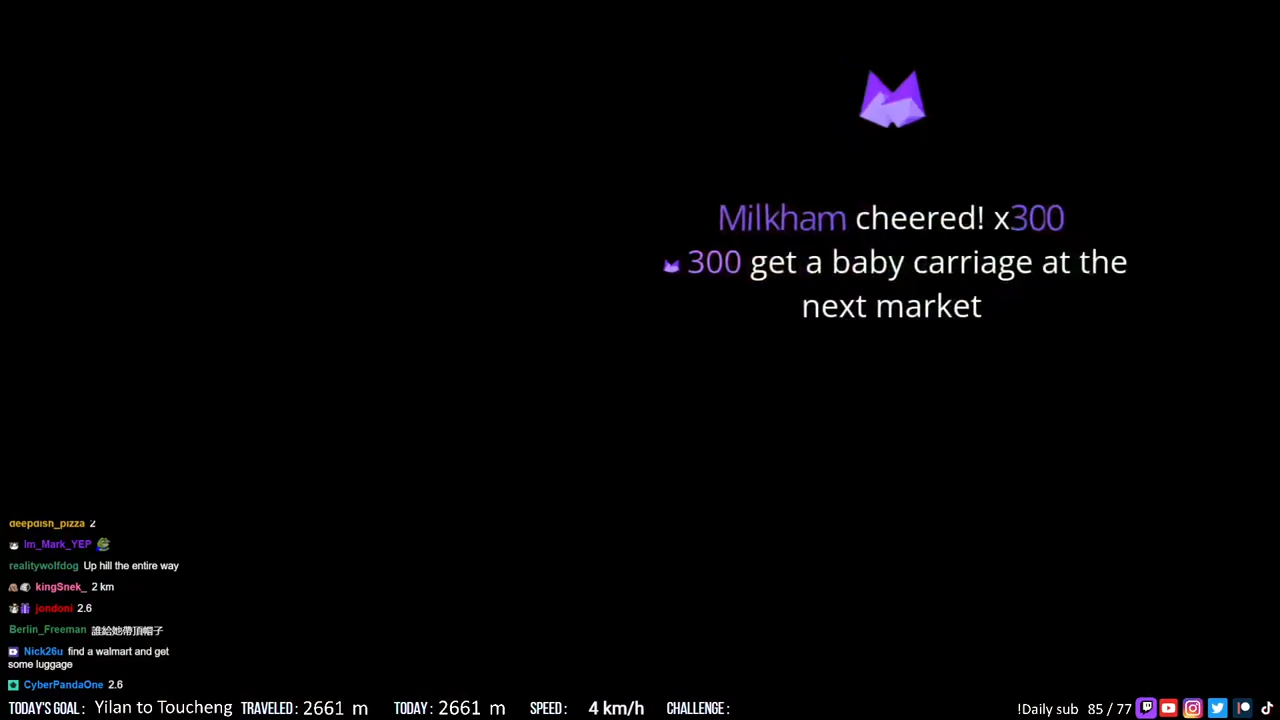 Milkham cheered! x300
300 get a baby carriage at the
next market
deepdish_pizza 2
Im_Mark_YEP
realitywolfdog Up hill the entire way
kingSnek_ 2 km
jondoni 2.6
Berlin_Freeman 誰給她帶頂帽子
Nick26u find a walmart and get
some luggage
CyberPandaOne 2.6
TODAY'S GOAL: Yilan to Toucheng TRAVELED: 2661 m TODAY: 2661 m SPEED: 4 km/h CHALLENGE: !Daily sub 85 / 77